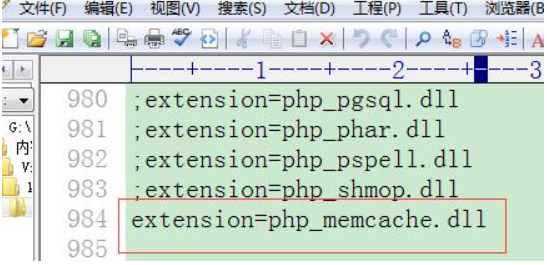 文件(F) 编辑(E) 视图(V) 搜索(S) 文档(D) 工程(P) 工具(T) 浏览器(B
|----+----1----+----2----+----3
980 ;extension=php_pgsql.dll
981 ;extension=php_phar.dll
982 ;extension=php_pspell.dll
983 ;extension=php_shmop.dll
984 extension=php_memcache.dll
985
G:\
内